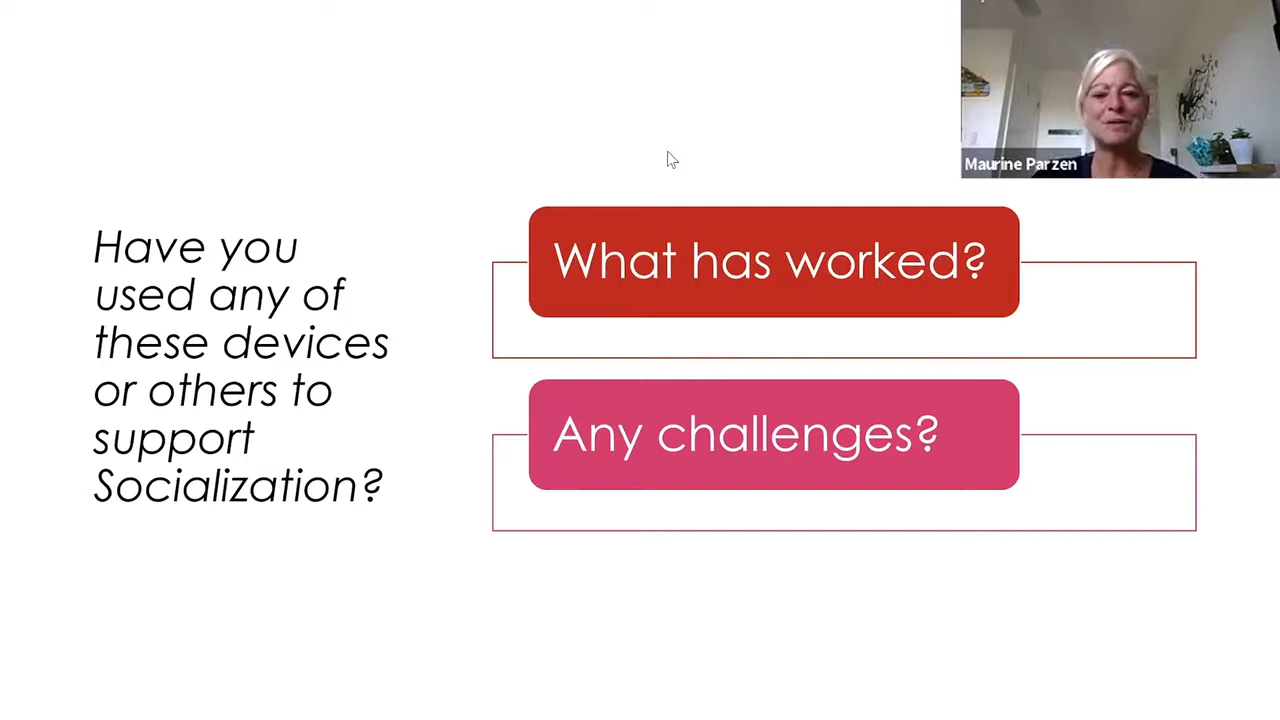 Maurine Parzen
Have you
used any of
these devices
or others to
support
Socialization?
What has worked?
Any challenges?